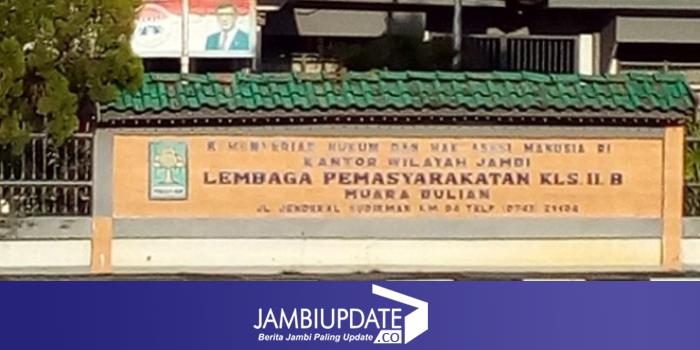 KEMENTERIAN HUKUM DAN HAK ASASI MANUSIA RI
KANTOR WILAYAH JAMBI
LEMBAGA PEMASYARAKATAN KLS. II. B
MUARA BULIAN
JL. JENDERAL SUDIRMAN KM. 04 TELP. (0743)
JAMBIUPDATE
.CO
Berita Jambi Paling Update